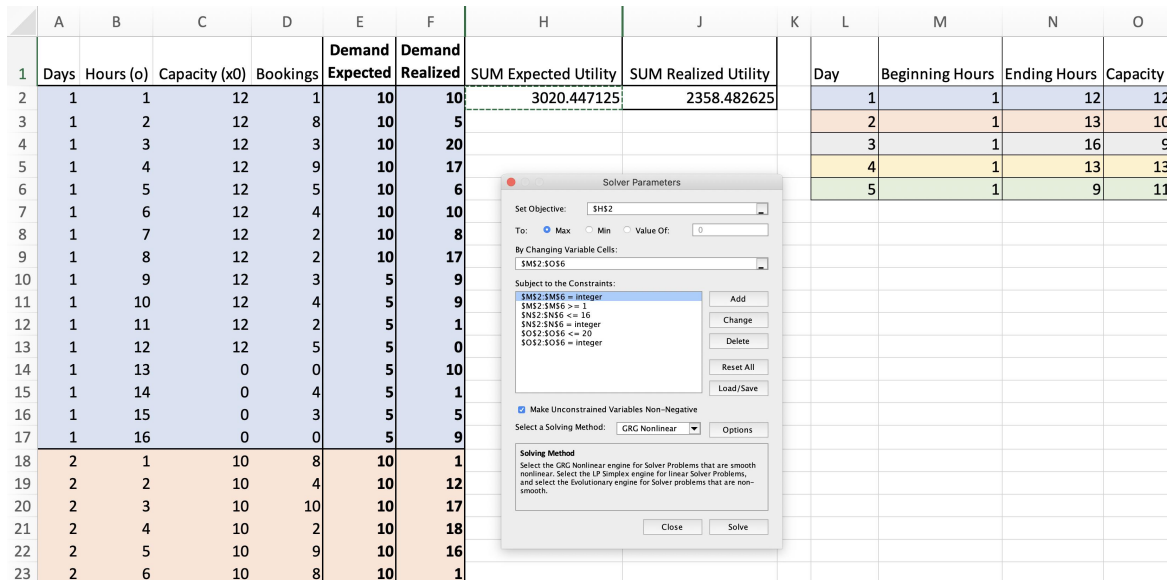 A B C D E F H J K L M N O
Demand Demand
1 Days Hours (o) Capacity (x0) Bookings Expected Realized SUM Expected Utility SUM Realized Utility Day Beginning Hours Ending Hours Capacity
2 1 1 12 1 10 10 3020.447125 2358.482625 1 1 12 12
3 1 2 12 8 10 5 2 1 13 10
4 1 3 12 3 10 20 3 1 16 9
5 1 4 12 9 10 17 4 1 13 13
6 1 5 12 5 10 6 5 1 9 11
7 1 6 12 4 10 10
8 1 7 12 2 10 8
9 1 8 12 2 10 17
10 1 9 12 3 5 9
11 1 10 12 4 5 9
12 1 11 12 2 5 1
13 1 12 12 5 5 0
14 1 13 0 0 5 10
15 1 14 0 4 5 1
16 1 15 0 3 5 5
17 1 16 0 0 5 9
18 2 1 10 8 10 1
19 2 2 10 4 10 12
20 2 3 10 10 10 17
21 2 4 10 2 10 18
22 2 5 10 9 10 16
23 2 6 10 8 10 1
Solver Parameters
Set Objective: $H$2
To: Max Min Value Of: 0
By Changing Variable Cells:
$M$2:$O$6
Subject to the Constraints:
$M$2:$M$6 = integer
$M$2:$M$6 >= 1
$N$2:$N$6 <= 16
$N$2:$N$6 = integer
$O$2:$O$6 <= 20
$O$2:$O$6 = integer
Add
Change
Delete
Reset All
Load/Save
Make Unconstrained Variables Non-Negative
Select a Solving Method: GRG Nonlinear Options
Solving Method
Select the GRG Nonlinear engine for Solver Problems that are smooth
nonlinear. Select the LP Simplex engine for linear Solver Problems,
and select the Evolutionary engine for Solver problems that are non-
smooth.
Close Solve